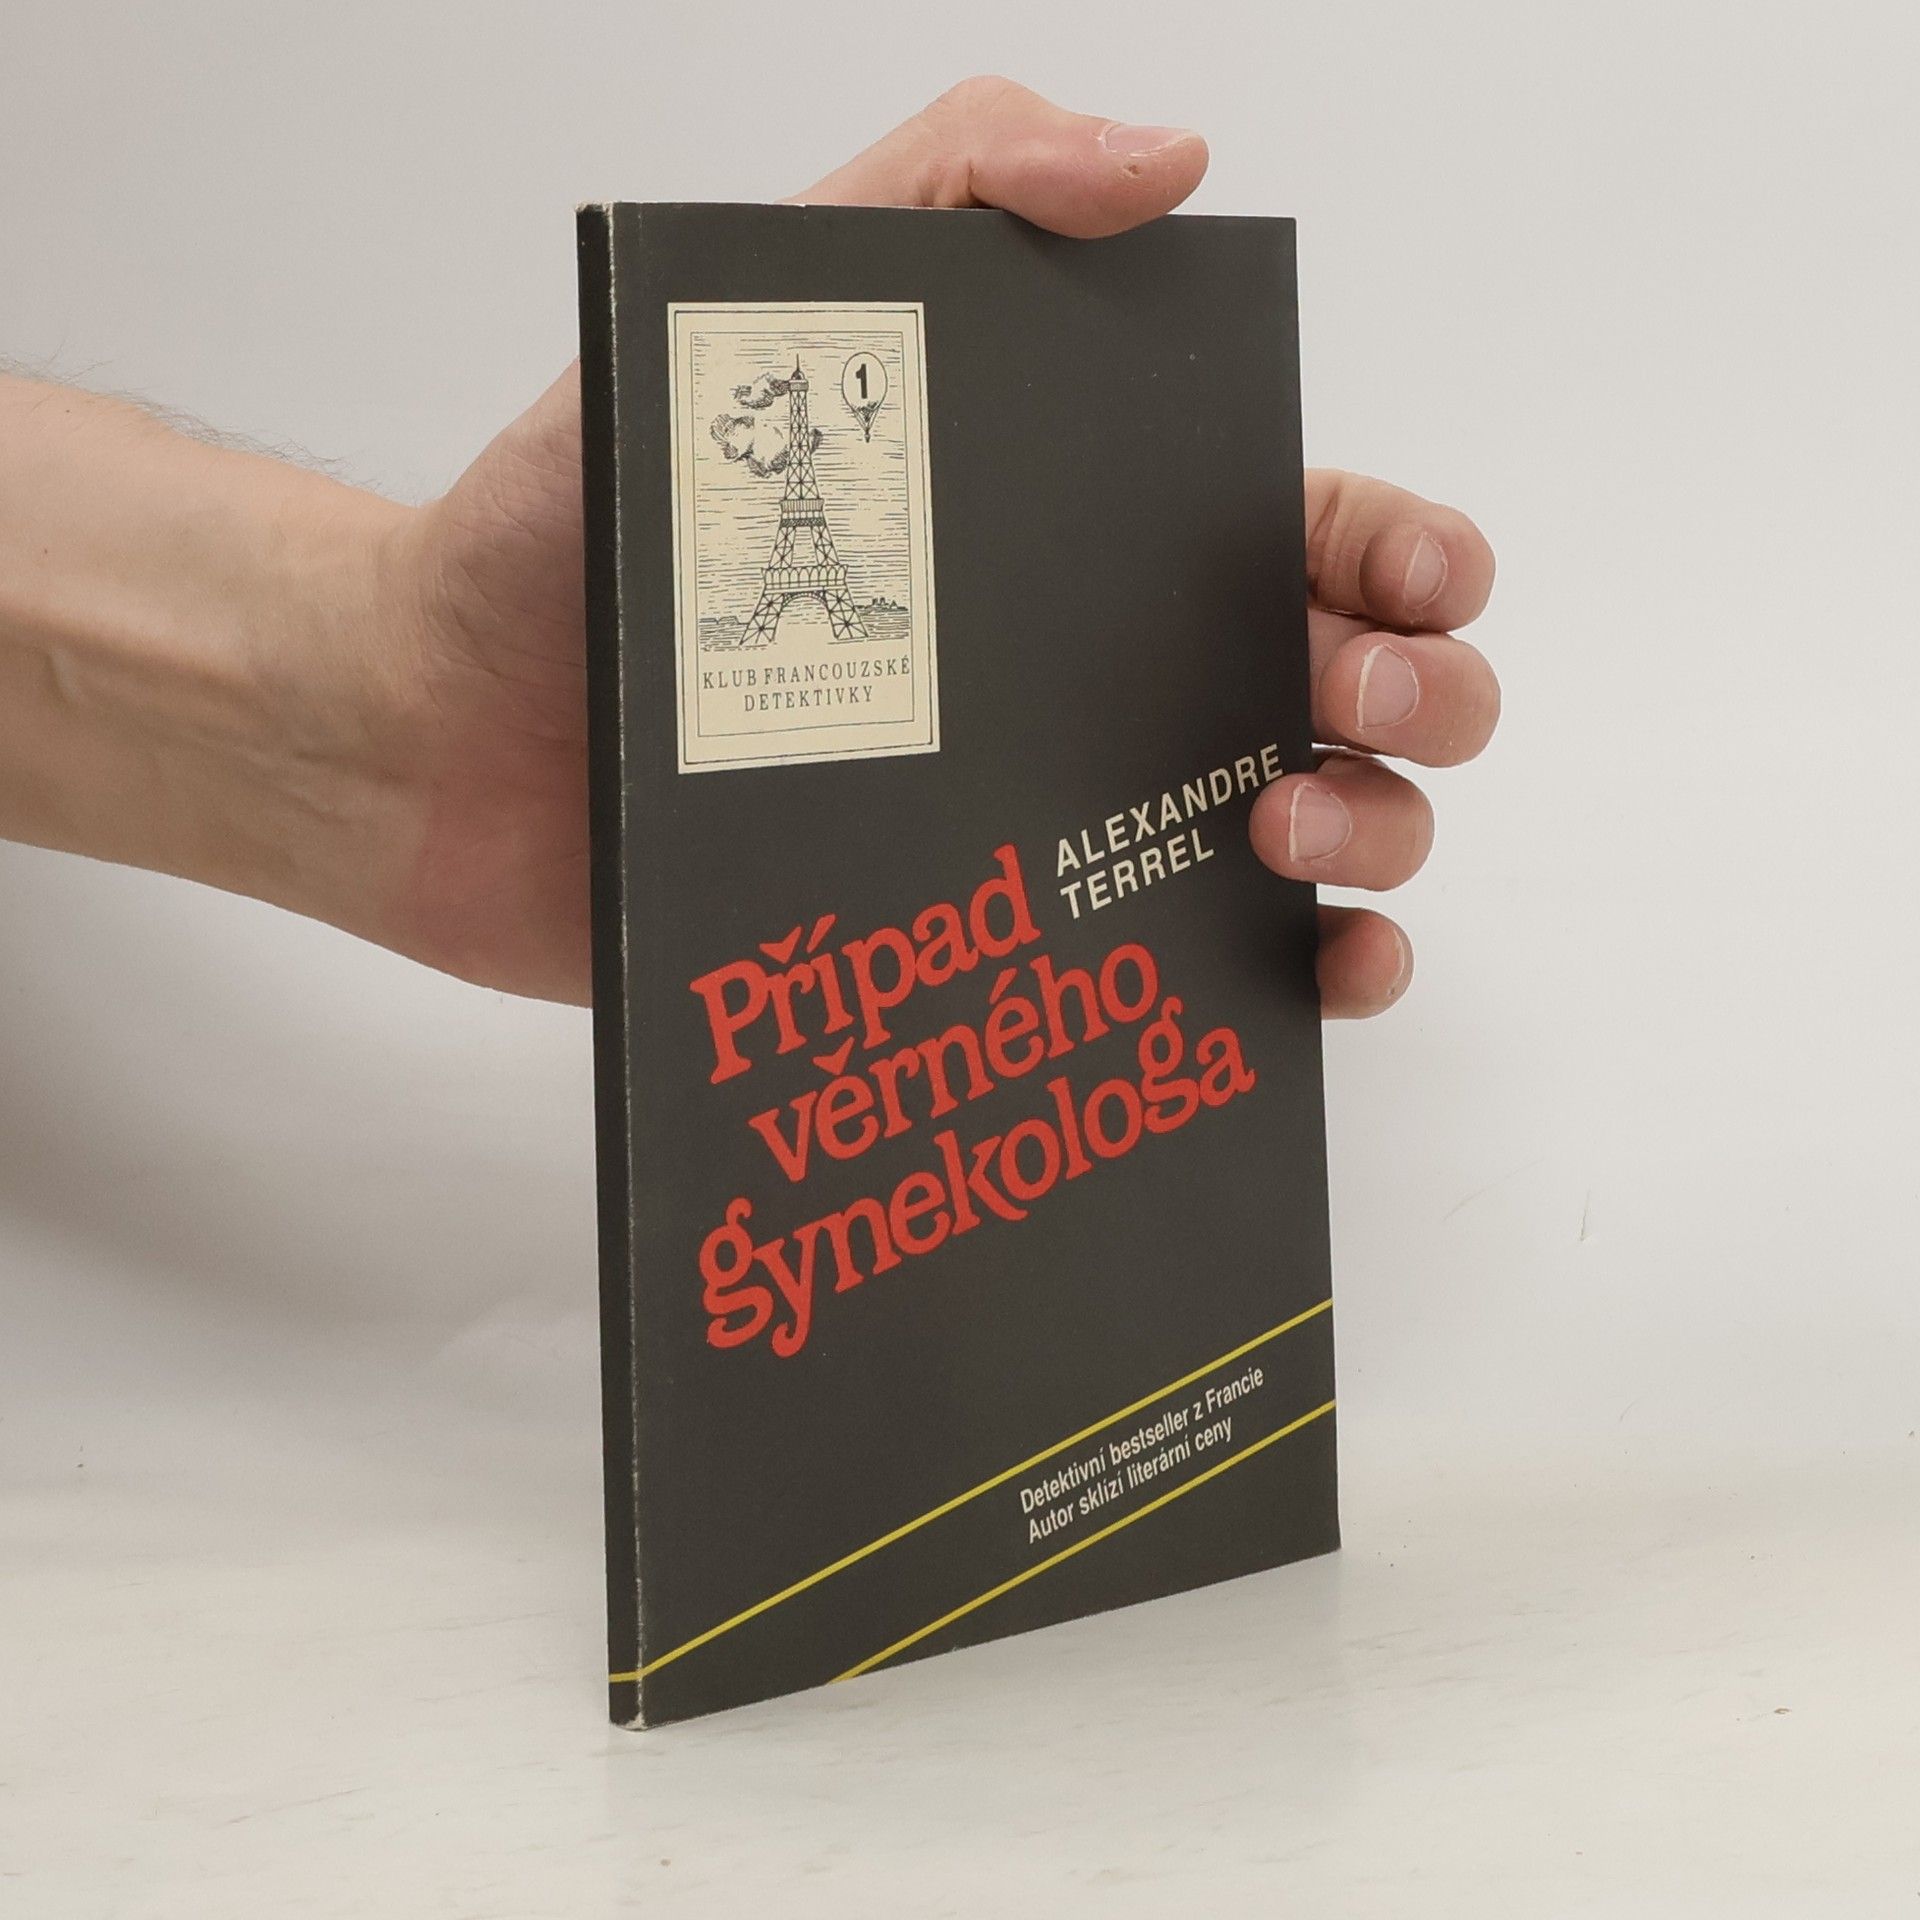 1
KLUB FRANCOUZSKÉ
DETEKTIVKY
ALEXANDRE
TERREL
Případ
věrného
gynekologa
Detektivní bestseller z Francie
Autor sklízí literární ceny